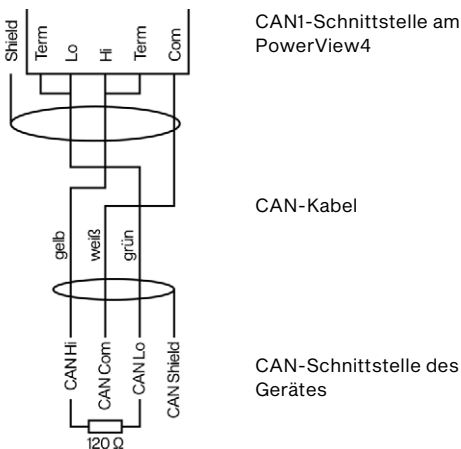 Shield
Term
Lo
Hi
Term
Com
CAN1-Schnittstelle am
PowerView4
CAN-Kabel
gelb
weiß
grün
CAN Hi
CAN Com
CAN Lo
CAN Shield
CAN-Schnittstelle des
Gerätes
120 Ω